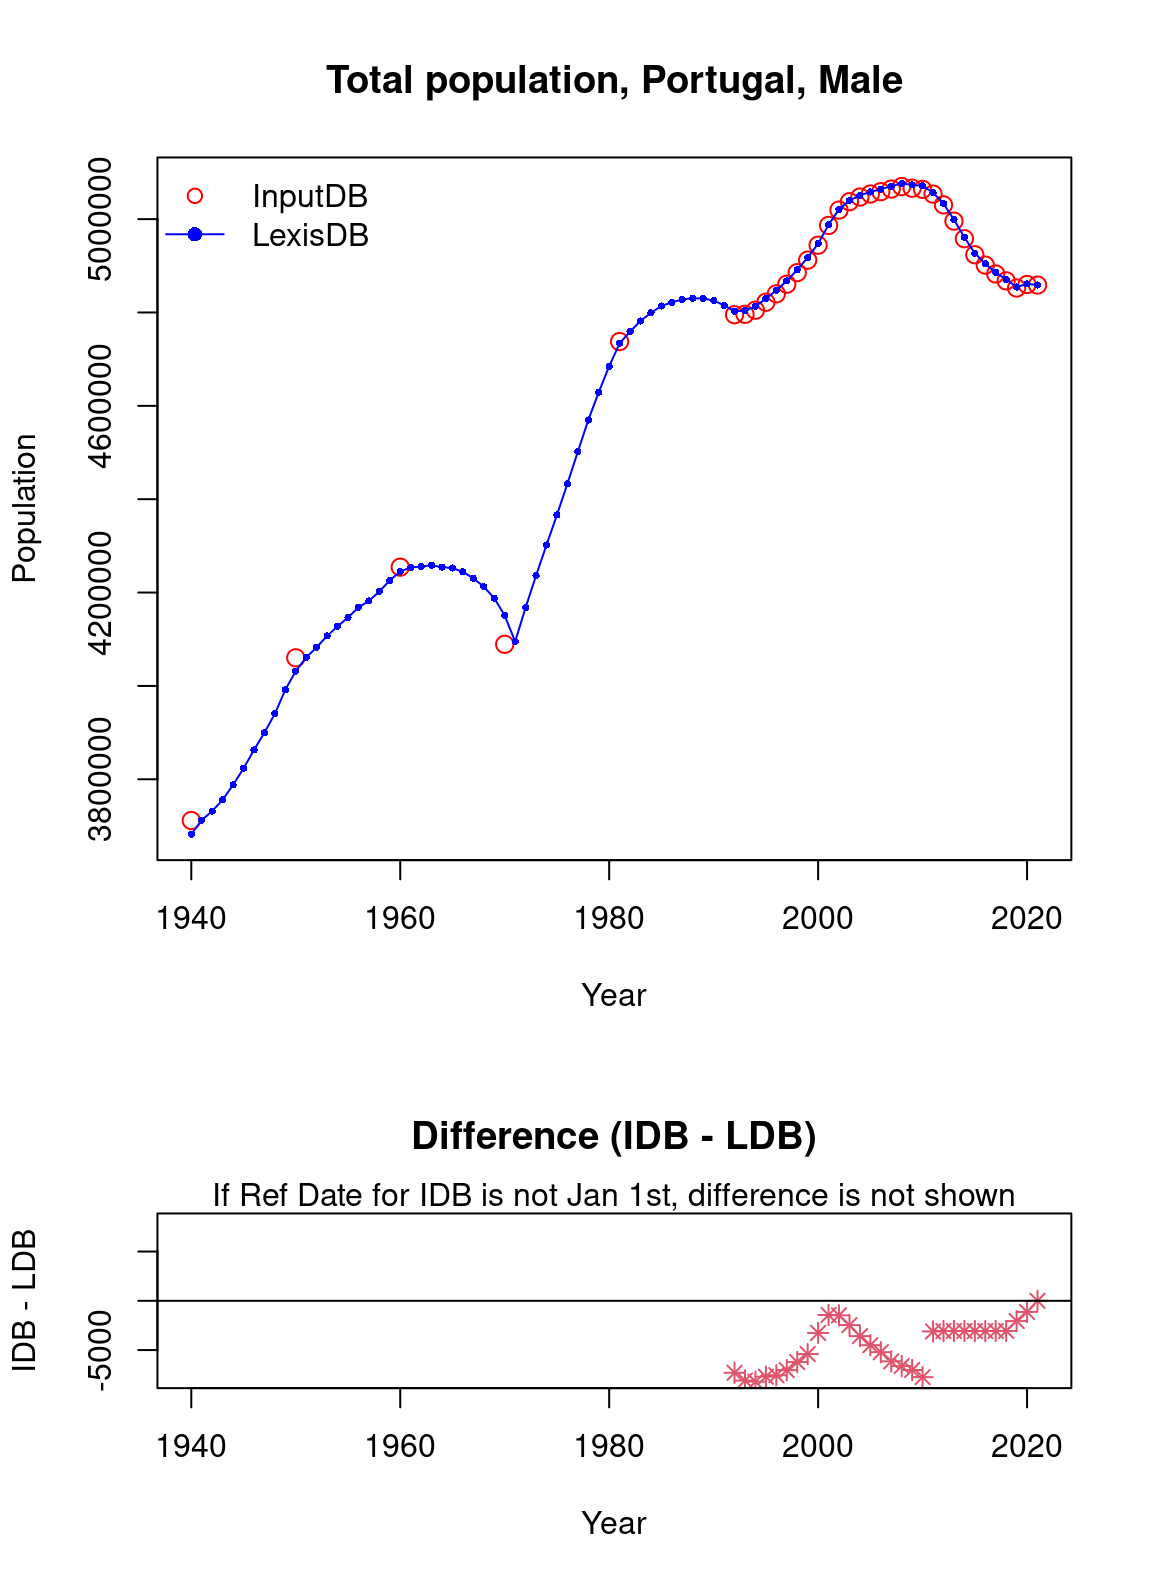 Total population, Portugal, Male
InputDB
LexisDB
Population
5000000
4600000
4200000
3800000
1940 1960 1980 2000 2020
Year
Difference (IDB - LDB)
If Ref Date for IDB is not Jan 1st, difference is not shown
IDB - LDB
-5000
1940 1960 1980 2000 2020
Year